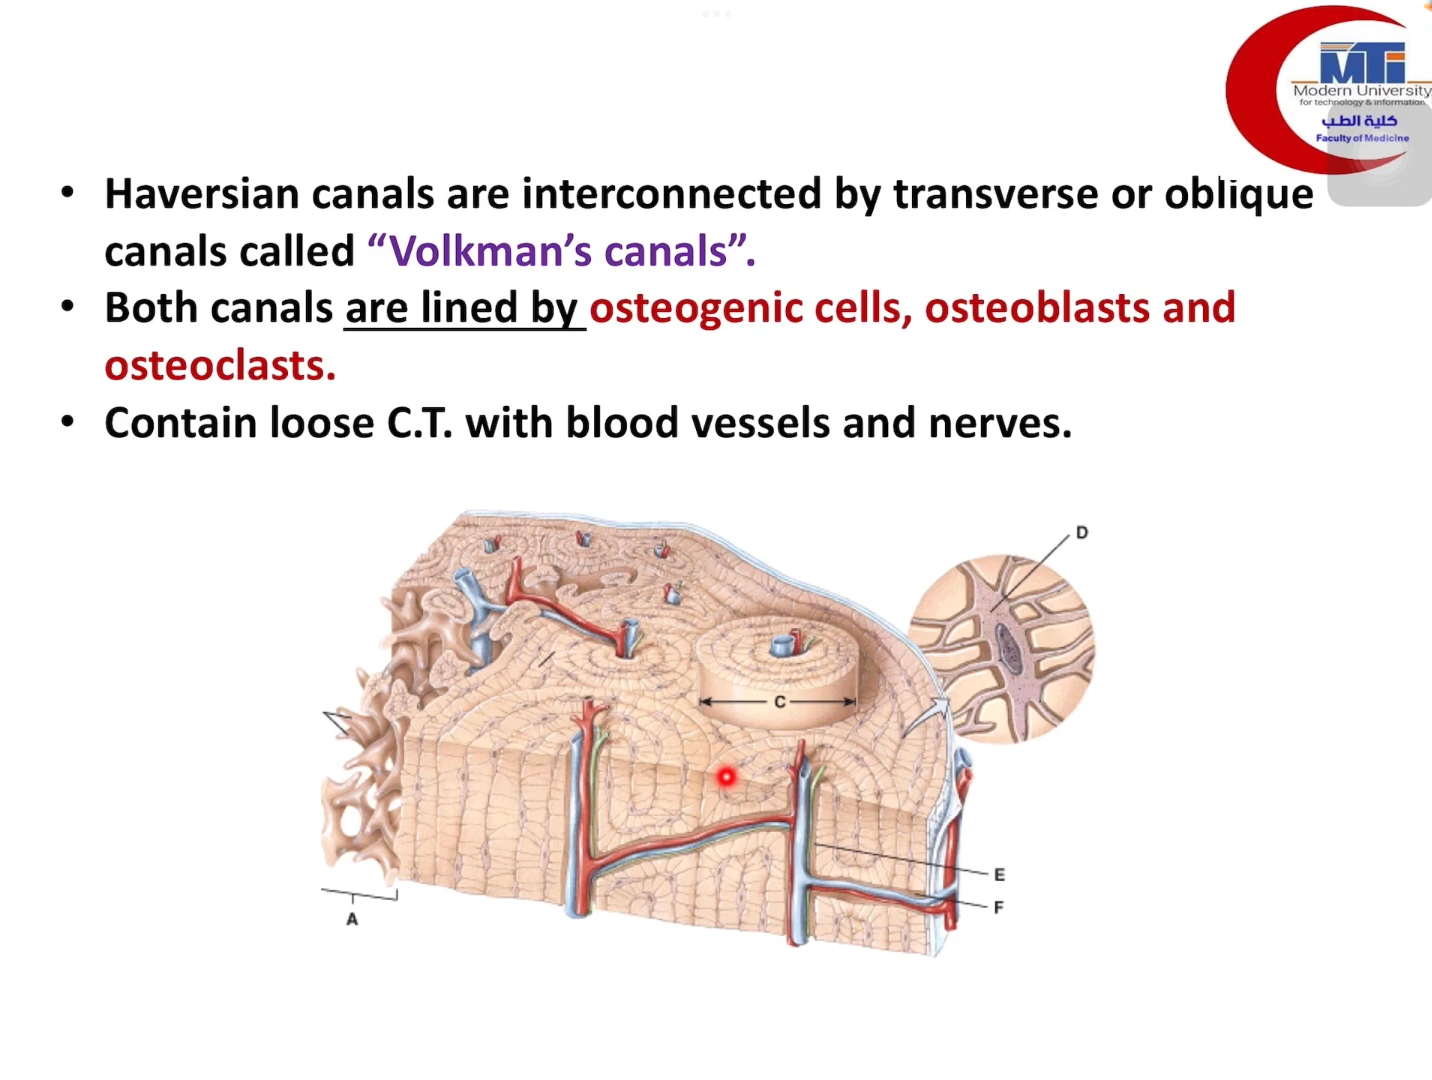 MTi
Modern University
for technology & information
كلية الطب
Faculty of Medicine
• Haversian canals are interconnected by transverse or oblique
canals called “Volkman’s canals”.
• Both canals are lined by osteogenic cells, osteoblasts and
osteoclasts.
• Contain loose C.T. with blood vessels and nerves.
D
C
E
F
A